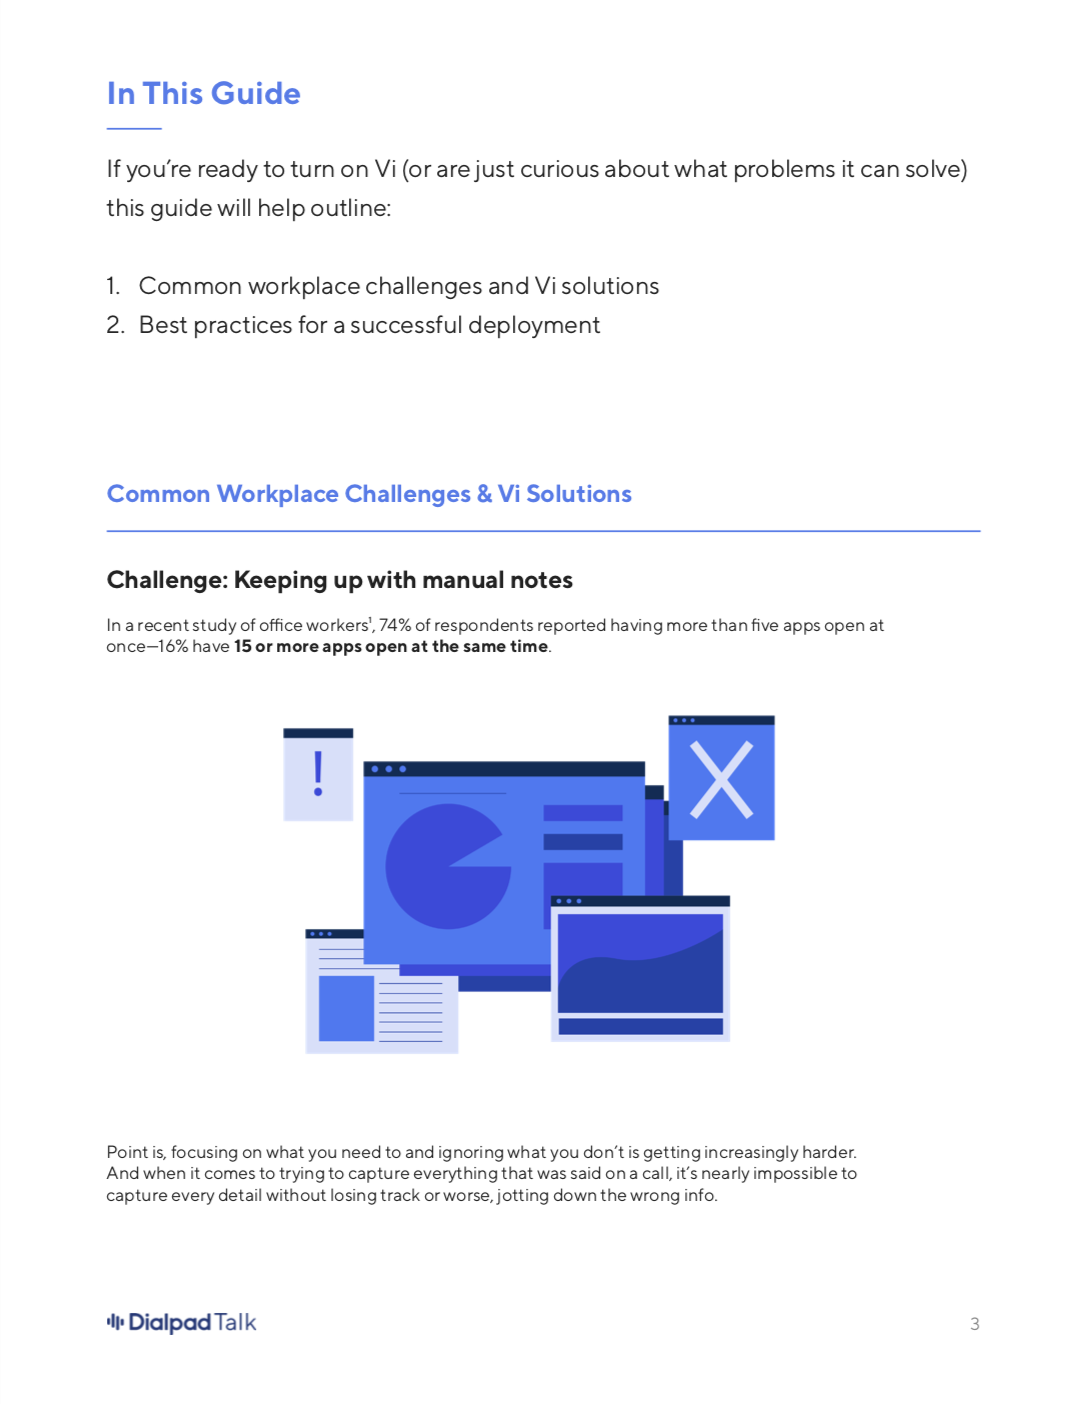 In This Guide
If you’re ready to turn on Vi (or are just curious about what problems it can solve)
this guide will help outline:
1. Common workplace challenges and Vi solutions
2. Best practices for a successful deployment
Common Workplace Challenges & Vi Solutions
Challenge: Keeping up with manual notes
In a recent study of office workers¹, 74% of respondents reported having more than five apps open at
once—16% have 15 or more apps open at the same time.
!
X
Point is, focusing on what you need to and ignoring what you don’t is getting increasingly harder.
And when it comes to trying to capture everything that was said on a call, it’s nearly impossible to
capture every detail without losing track or worse, jotting down the wrong info.
Dialpad Talk
3